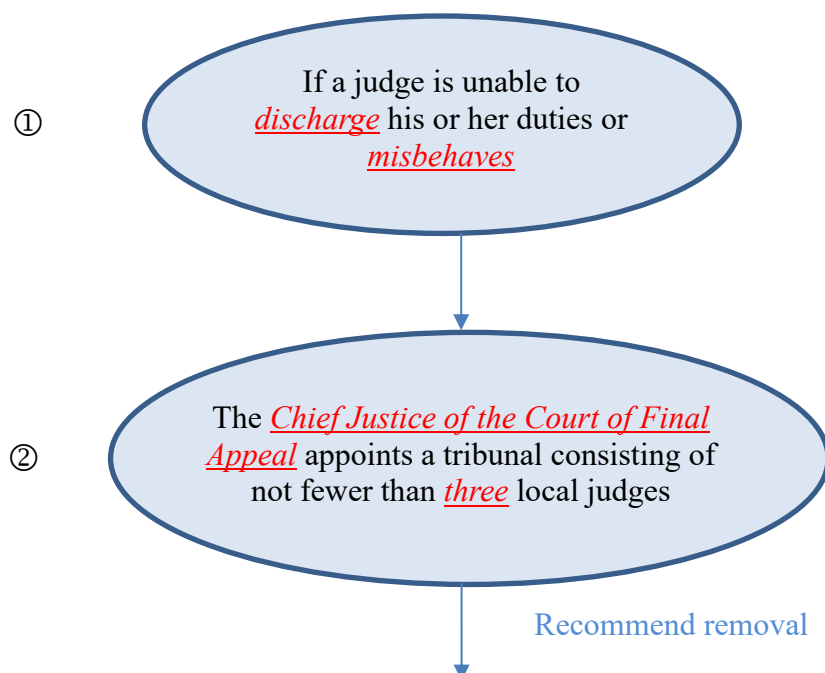 ①
If a judge is unable to
discharge his or her duties or
misbehaves
②
The Chief Justice of the Court of Final
Appeal appoints a tribunal consisting of
not fewer than three local judges
Recommend removal